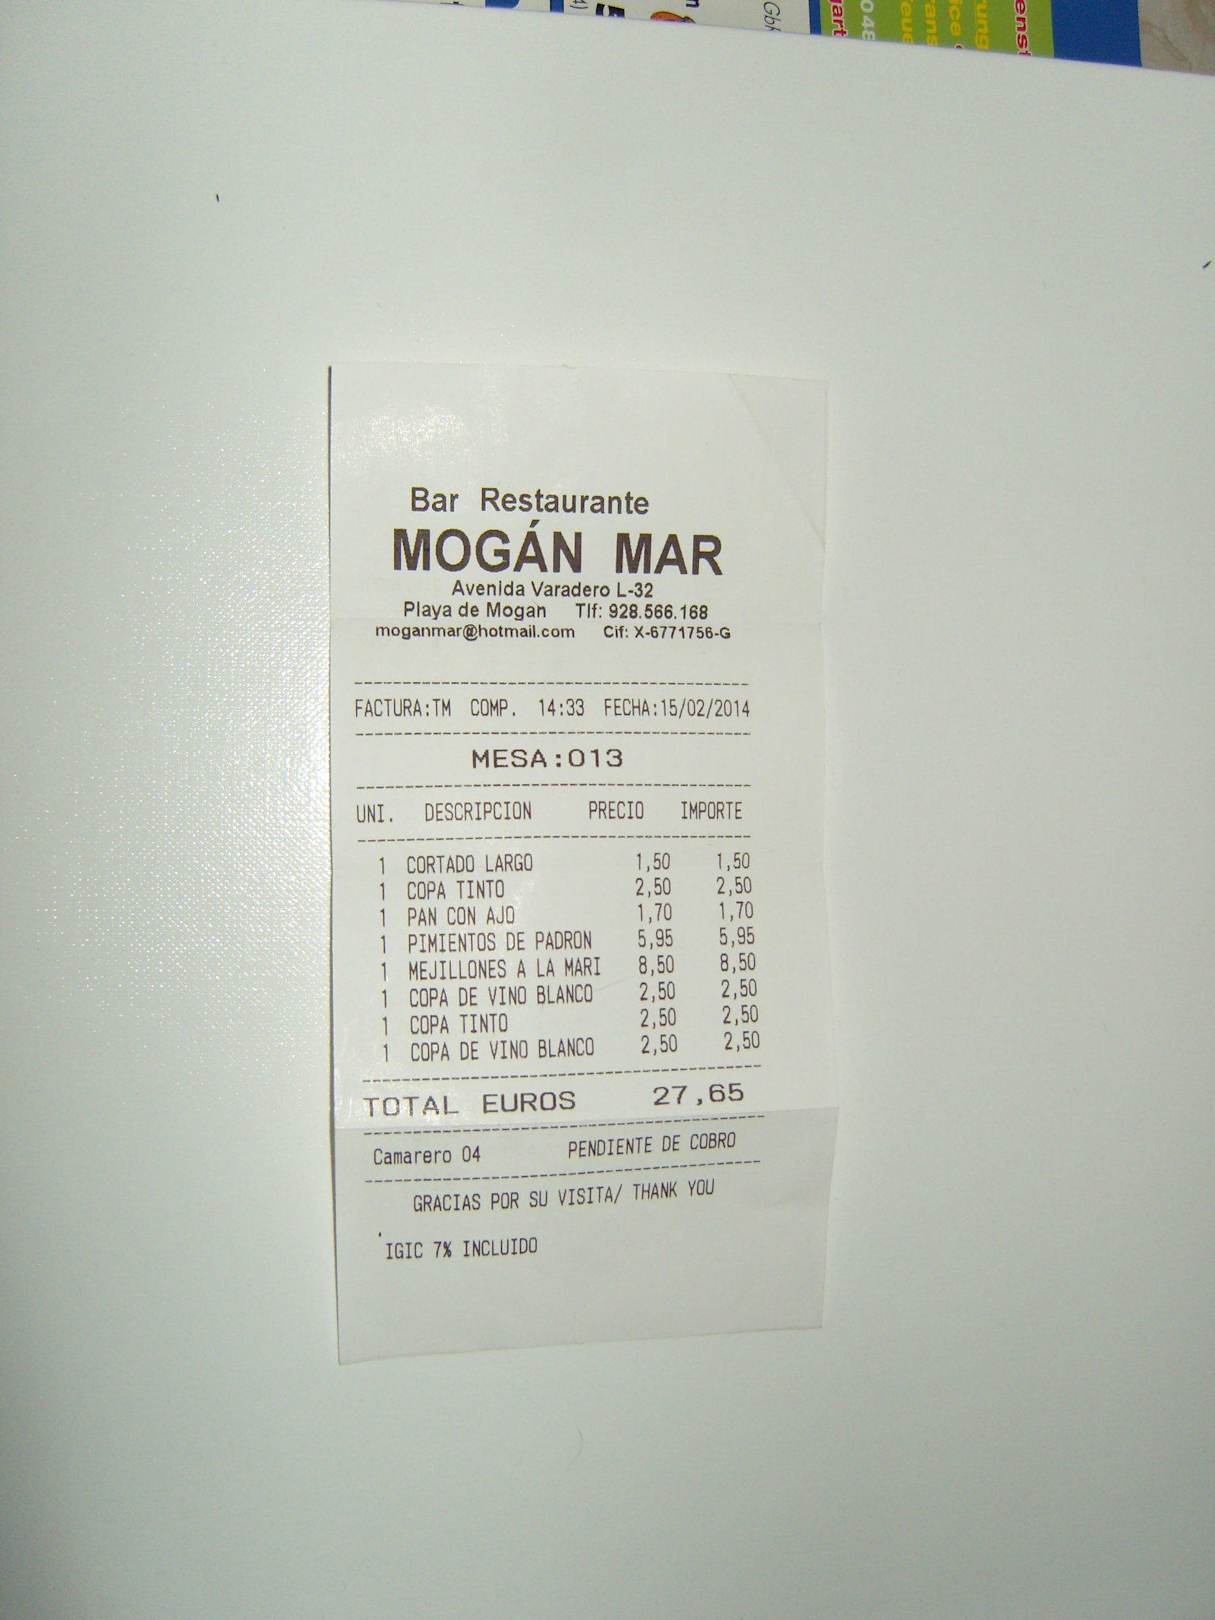 Bar Restaurante
MOGÁN MAR
Avenida Varadero L-32
Playa de Mogan Tlf: 928.566.168
moganmar@hotmail.com Cif: X-6771756-G
FACTURA:TM COMP. 14:33 FECHA:15/02/2014
MESA:013
UNI. DESCRIPCION PRECIO IMPORTE
1 CORTADO LARGO 1,50 1,50
1 COPA TINTO 2,50 2,50
1 PAN CON AJO 1,70 1,70
1 PIMIENTOS DE PADRON 5,95 5,95
1 MEJILLONES A LA MARI 8,50 8,50
1 COPA DE VINO BLANCO 2,50 2,50
1 COPA TINTO 2,50 2,50
1 COPA DE VINO BLANCO 2,50 2,50
TOTAL EUROS 27,65
Camarero 04 PENDIENTE DE COBRO
GRACIAS POR SU VISITA/ THANK YOU
IGIC 7% INCLUIDO